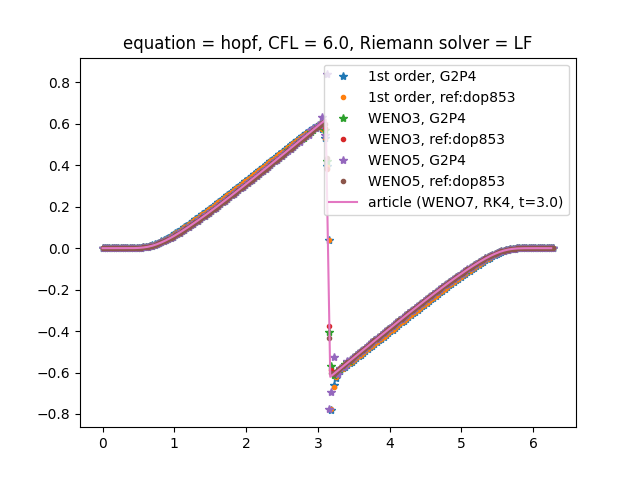 equation = hopf, CFL = 6.0, Riemann solver = LF
1st order, G2P4
1st order, ref:dop853
WENO3, G2P4
WENO3, ref:dop853
WENO5, G2P4
WENO5, ref:dop853
article (WENO7, RK4, t=3.0)
0.8
0.6
0.4
0.2
0.0
−0.2
−0.4
−0.6
−0.8
0 1 2 3 4 5 6